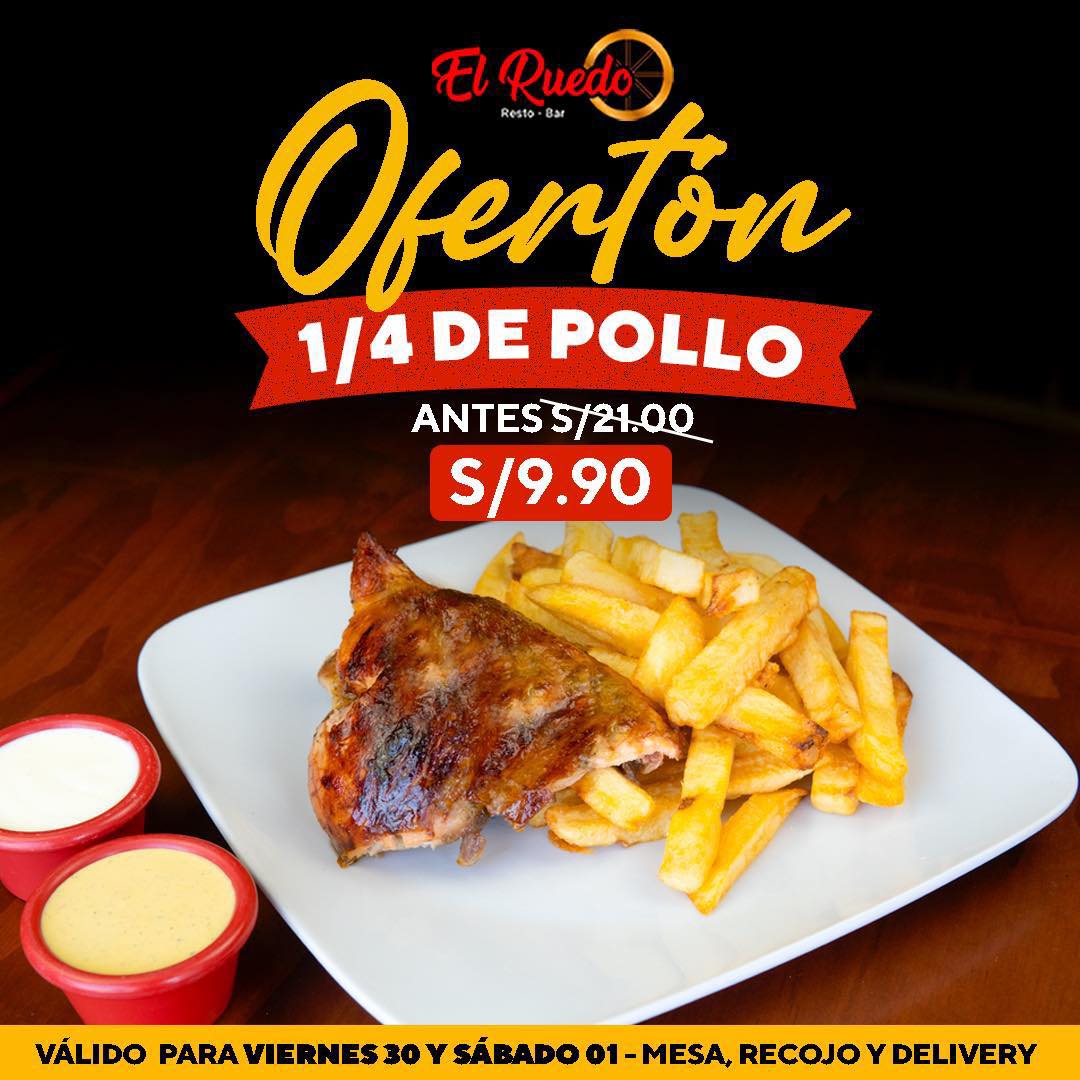 El Ruedo
Resto - Bar
Ofertón
1/4 DE POLLO
ANTES S/21.00
S/9.90
VÁLIDO PARA VIERNES 30 Y SÁBADO 01 - MESA, RECOJO Y DELIVERY